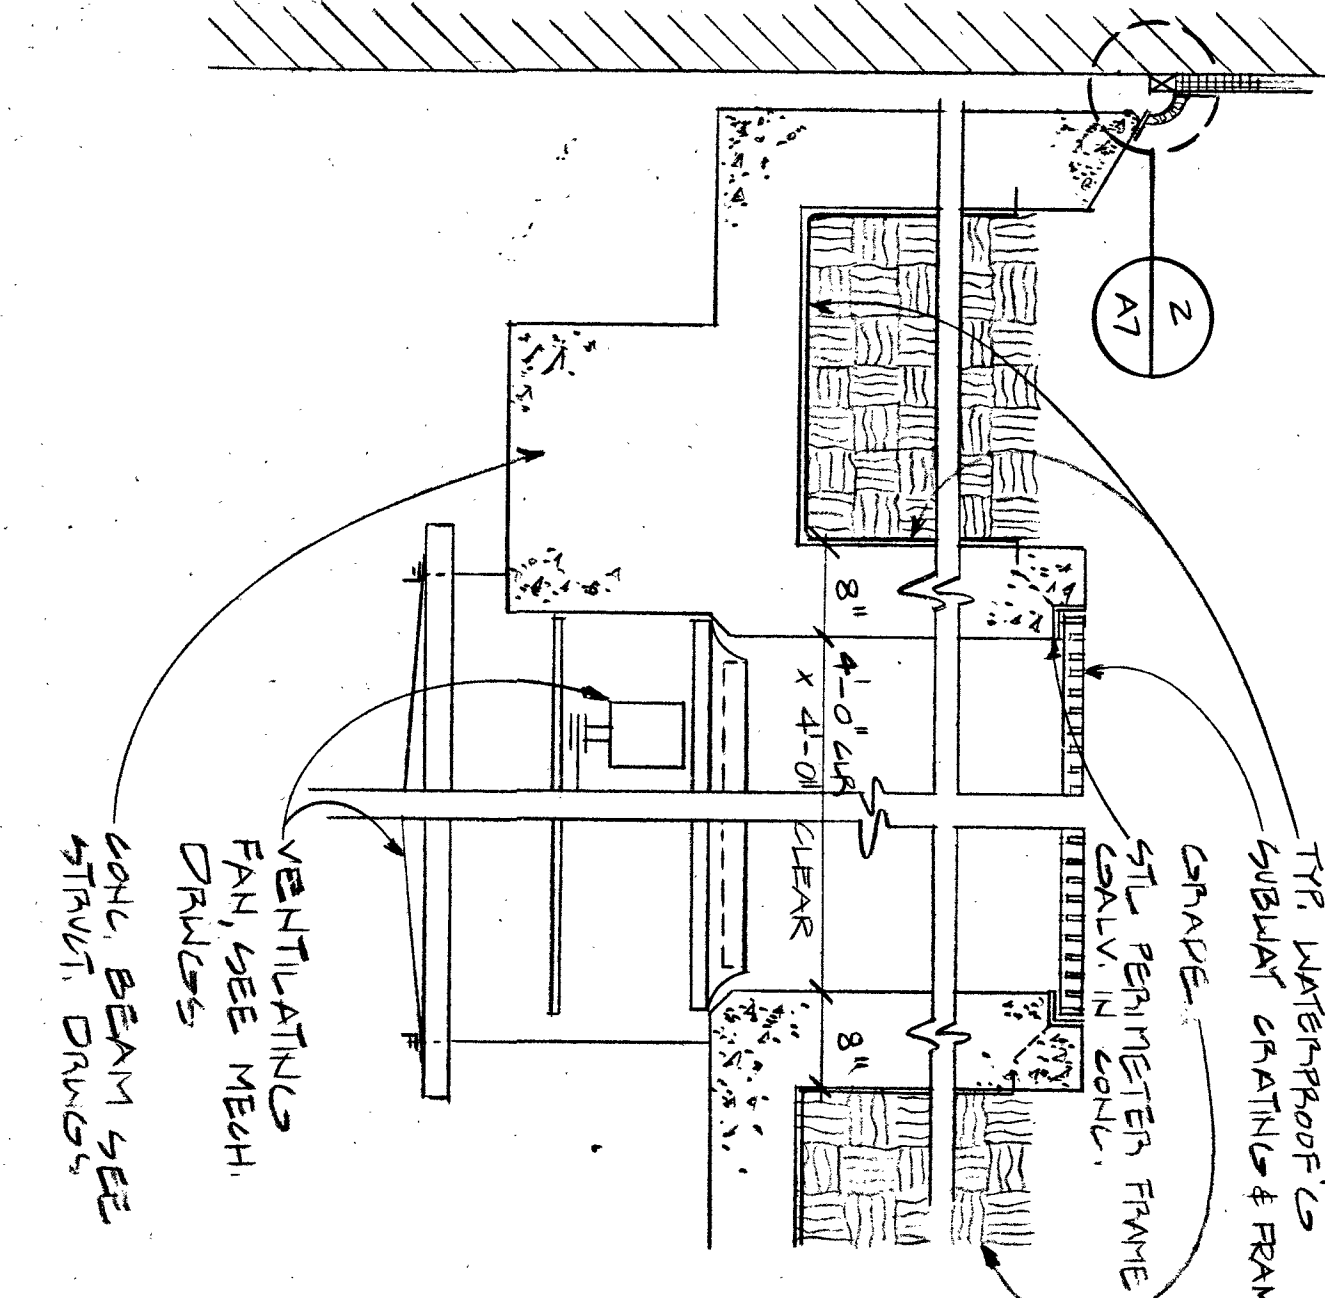 TYP. WATERPROOF'G
SUBWAY GRATING & FRAM
GRADE
STL PERIMETER FRAME
GALV. IN CONC.
2
A7
8"
4'-0" CLR
x 4'-0" CLEAR
8"
VENTILATING
FAN, SEE MECH.
DRWGS.
CONC. BEAM SEE
STRUCT. DRWGS.